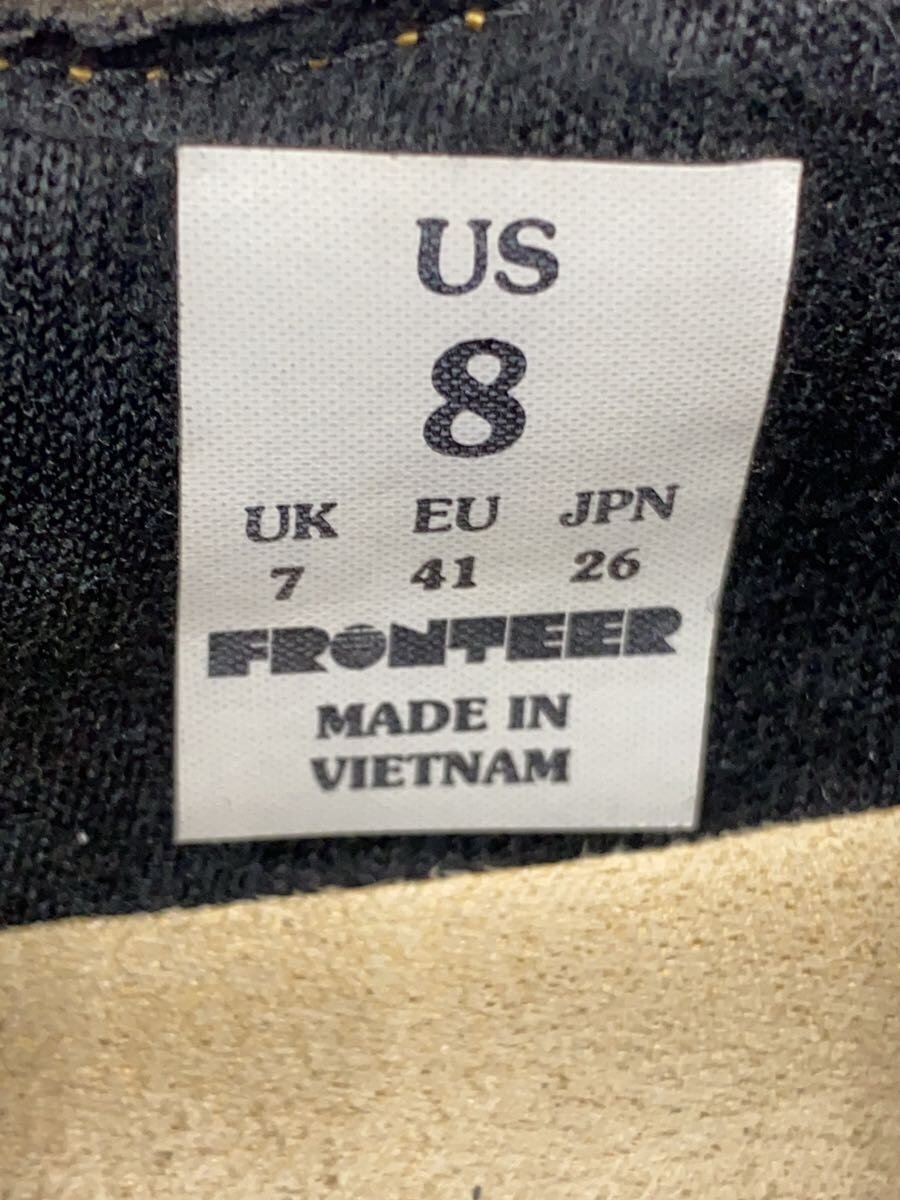 US
8
UK EU JPN
7 41 26
FRONTEER
MADE IN
VIETNAM